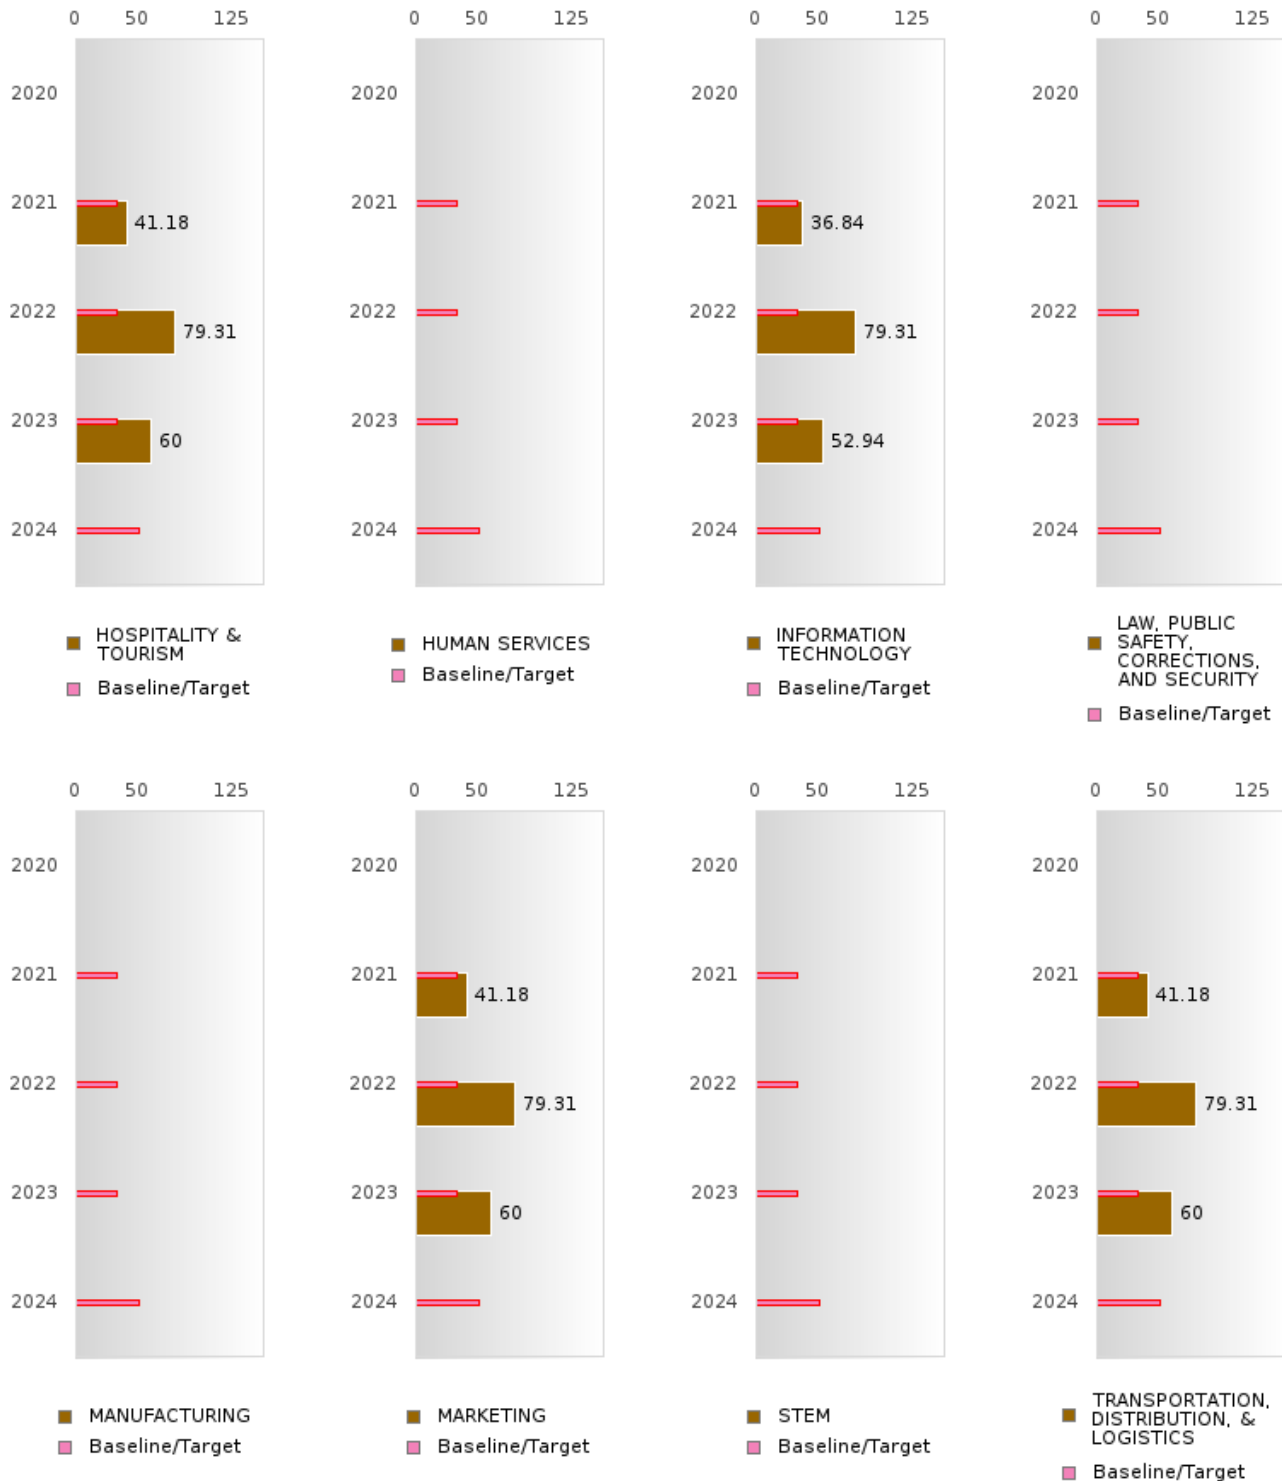 0 50 125
2020
2021
41.18
2022
79.31
2023
60
2024
HOSPITALITY &
TOURISM
Baseline/Target
0 50 125
2020
2021
2022
2023
2024
HUMAN SERVICES
Baseline/Target
0 50 125
2020
2021
36.84
2022
79.31
2023
52.94
2024
INFORMATION
TECHNOLOGY
Baseline/Target
0 50 125
2020
2021
2022
2023
2024
LAW, PUBLIC
SAFETY,
CORRECTIONS,
AND SECURITY
Baseline/Target
0 50 125
2020
2021
2022
2023
2024
MANUFACTURING
Baseline/Target
0 50 125
2020
2021
41.18
2022
79.31
2023
60
2024
MARKETING
Baseline/Target
0 50 125
2020
2021
2022
2023
2024
STEM
Baseline/Target
0 50 125
2020
2021
41.18
2022
79.31
2023
60
2024
TRANSPORTATION,
DISTRIBUTION, &
LOGISTICS
Baseline/Target